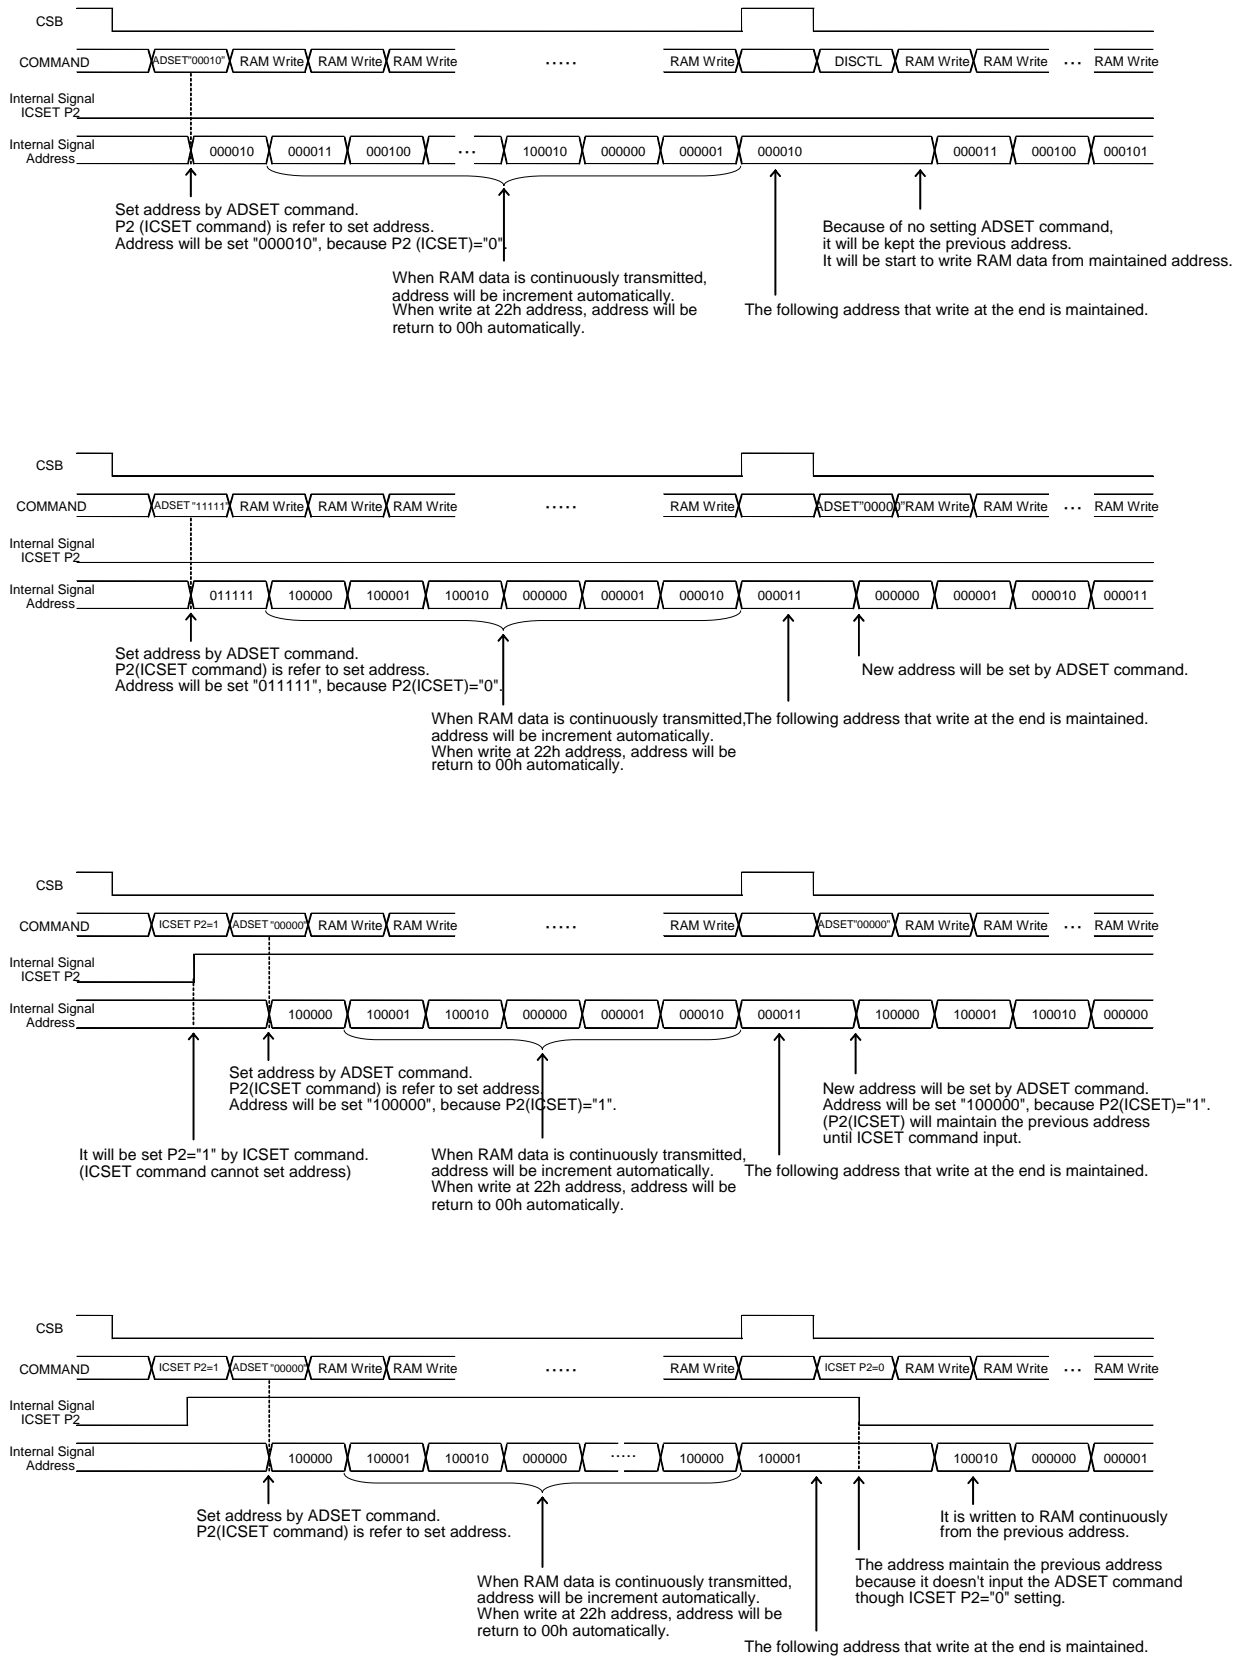 CSB
COMMAND ADSET"00010" RAM Write RAM Write RAM Write ..... RAM Write DISCTL RAM Write RAM Write ... RAM Write
Internal Signal
ICSET P2
Internal Signal
Address 000010 000011 000100 ... 100010 000000 000001 000010 000011 000100 000101
Set address by ADSET command.
P2 (ICSET command) is refer to set address.
Address will be set "000010", because P2 (ICSET)="0".
Because of no setting ADSET command,
it will be kept the previous address.
It will be start to write RAM data from maintained address.
When RAM data is continuously transmitted,
address will be increment automatically.
When write at 22h address, address will be
return to 00h automatically.
The following address that write at the end is maintained.
CSB
COMMAND ADSET "11111" RAM Write RAM Write RAM Write ..... RAM Write ADSET"00000" RAM Write RAM Write ... RAM Write
Internal Signal
ICSET P2
Internal Signal
Address 011111 100000 100001 100010 000000 000001 000010 000011 000000 000001 000010 000011
Set address by ADSET command.
P2(ICSET command) is refer to set address.
Address will be set "011111", because P2(ICSET)="0".
New address will be set by ADSET command.
When RAM data is continuously transmitted,
address will be increment automatically.
When write at 22h address, address will be
return to 00h automatically.
The following address that write at the end is maintained.
CSB
COMMAND ICSET P2=1 ADSET "00000" RAM Write RAM Write ..... RAM Write ADSET"00000" RAM Write RAM Write ... RAM Write
Internal Signal
ICSET P2
Internal Signal
Address 100000 100001 100010 000000 000001 000010 000011 100000 100001 100010 000000
Set address by ADSET command.
P2(ICSET command) is refer to set address.
Address will be set "100000", because P2(ICSET)="1".
New address will be set by ADSET command.
Address will be set "100000", because P2(ICSET)="1".
(P2(ICSET) will maintain the previous address
until ICSET command input.
It will be set P2="1" by ICSET command.
(ICSET command cannot set address)
When RAM data is continuously transmitted,
address will be increment automatically.
When write at 22h address, address will be
return to 00h automatically.
The following address that write at the end is maintained.
CSB
COMMAND ICSET P2=1 ADSET "00000" RAM Write RAM Write ..... RAM Write ICSET P2=0 RAM Write RAM Write ... RAM Write
Internal Signal
ICSET P2
Internal Signal
Address 100000 100001 100010 000000 ..... 100000 100001 100010 000000 000001
Set address by ADSET command.
P2(ICSET command) is refer to set address.
It is written to RAM continuously
from the previous address.
The address maintain the previous address
because it doesn't input the ADSET command
though ICSET P2="0" setting.
When RAM data is continuously transmitted,
address will be increment automatically.
When write at 22h address, address will be
return to 00h automatically.
The following address that write at the end is maintained.